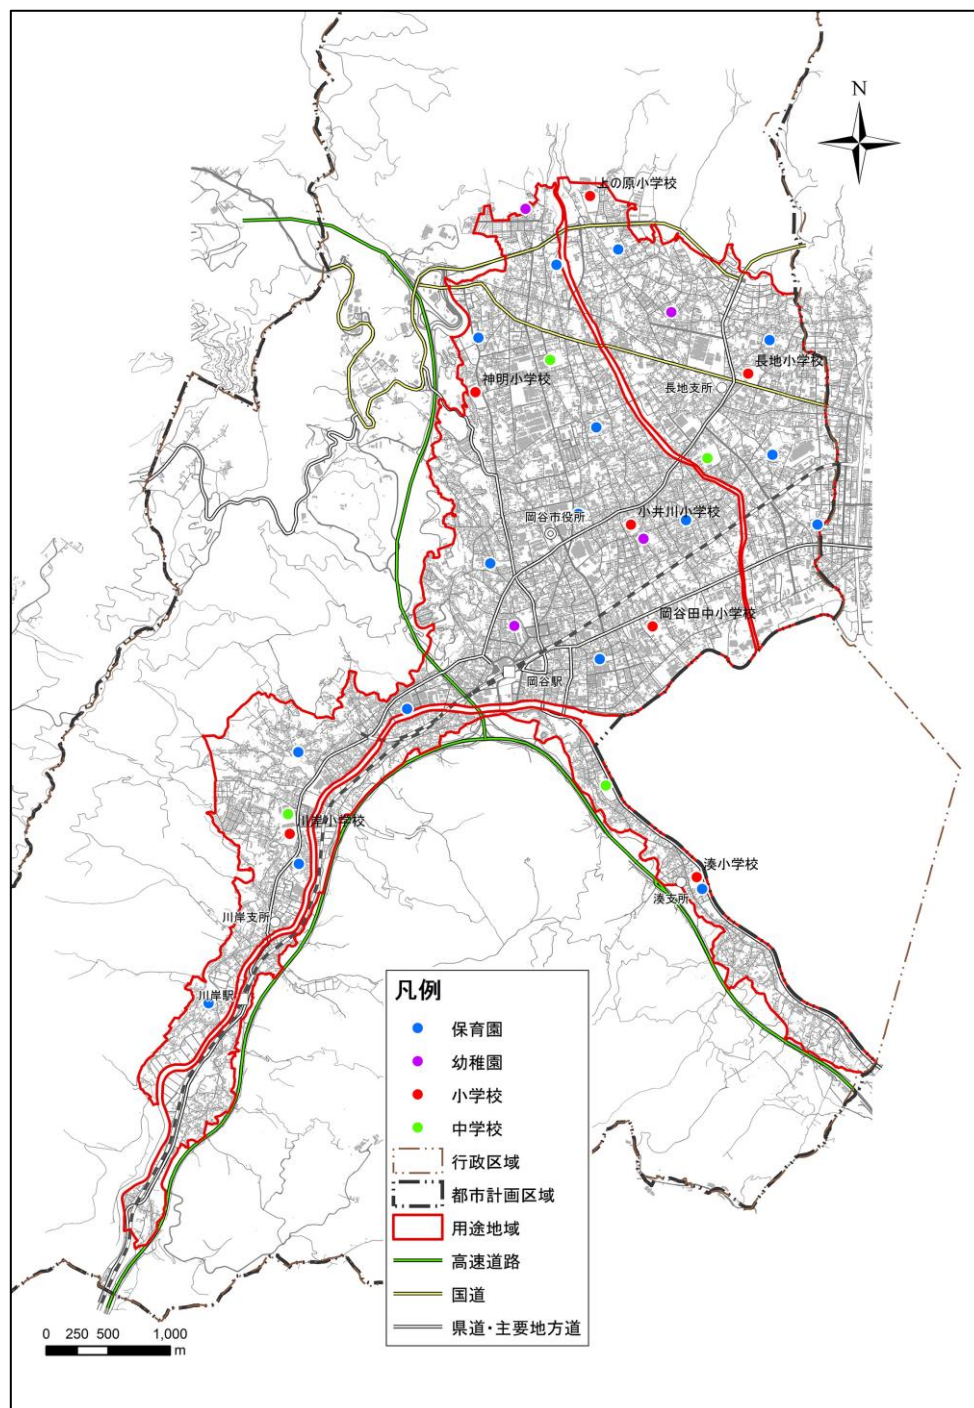 N
上の原小学校
長地小学校
神明小学校
長地支所
小井川小学校
岡谷市役所
岡谷田中小学校
岡谷駅
川岸小学校
湊小学校
湊支所
川岸支所
川岸駅
凡例
保育園
幼稚園
小学校
中学校
行政区域
都市計画区域
用途地域
高速道路
国道
県道・主要地方道
0 250 500 1,000
m